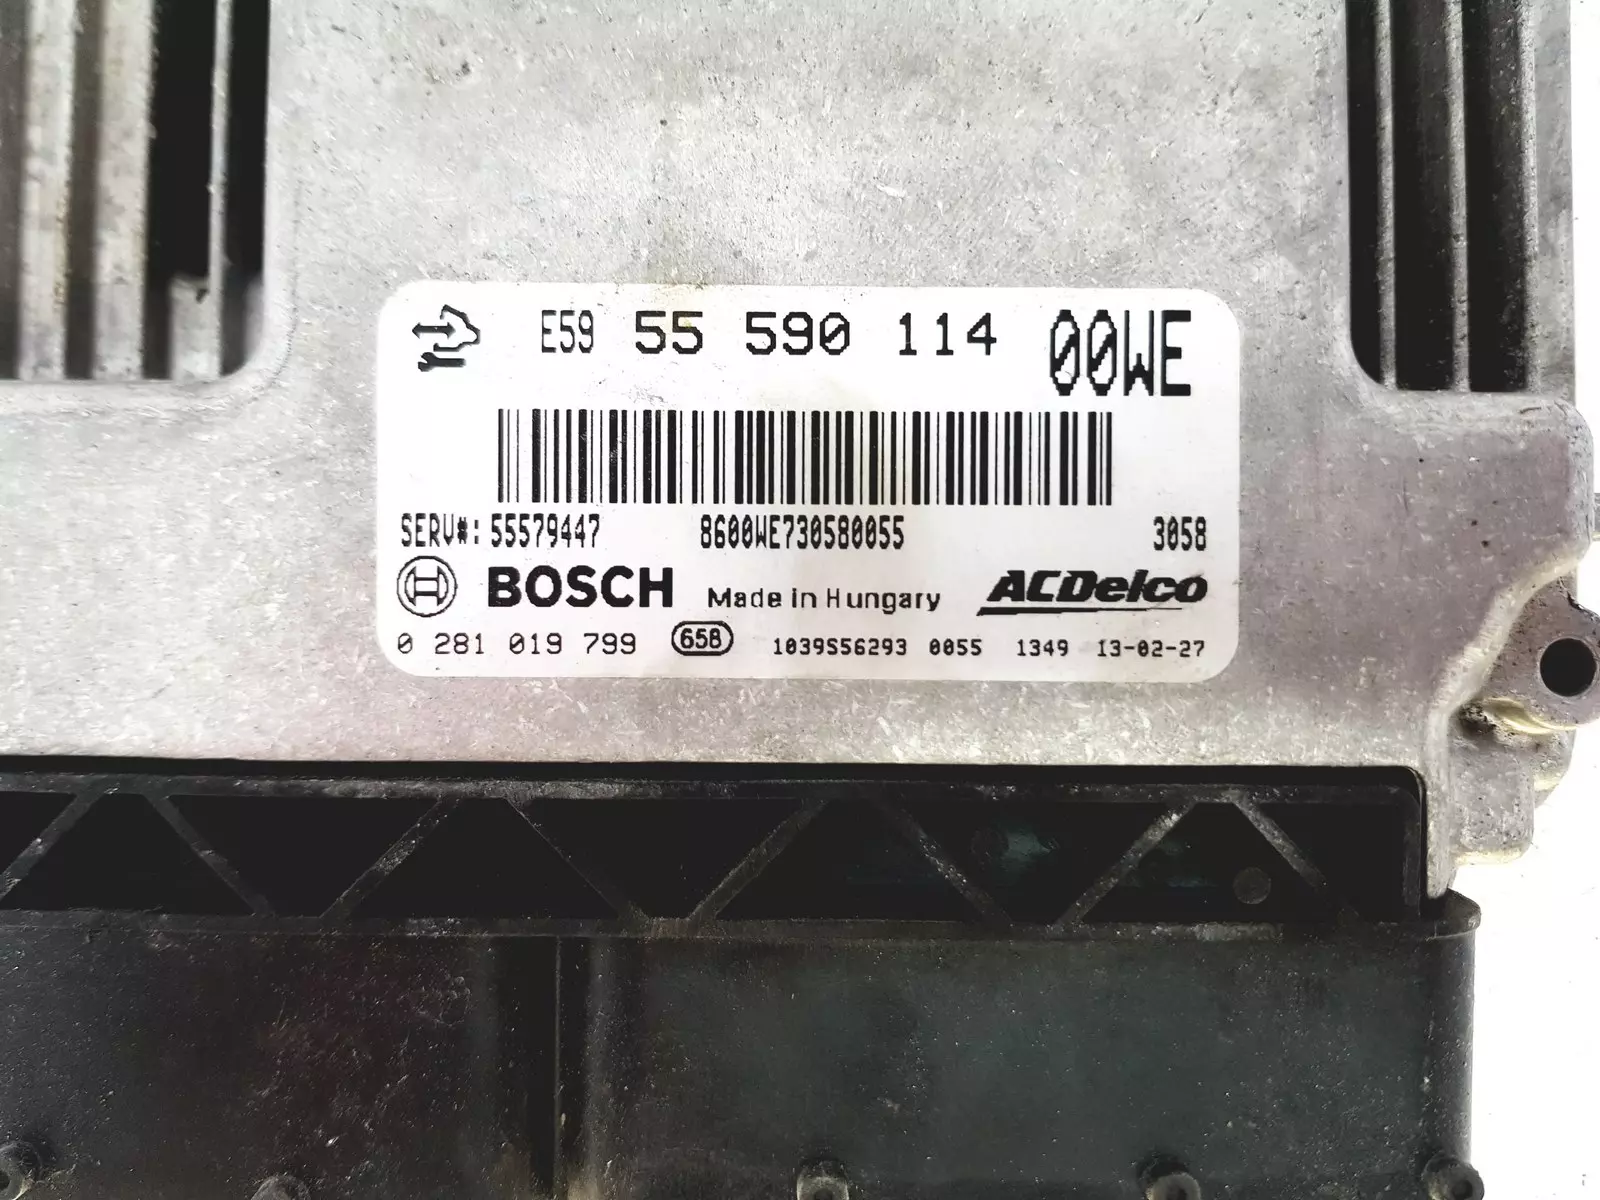 E59 55 590 114 00WE
SERV#: 55579447 8600WE730580055 3058
BOSCH Made in Hungary ACDelco
0 281 019 799 658 1039S56293 0055 1349 13-02-27